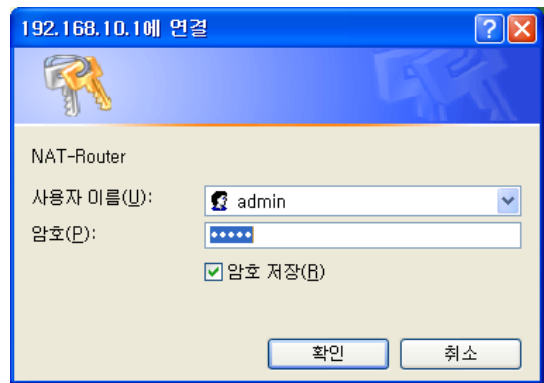 192.168.10.1에 연결
NAT-Router
사용자 이름(U): admin
암호(P): •••••
암호 저장(R)
확인 취소